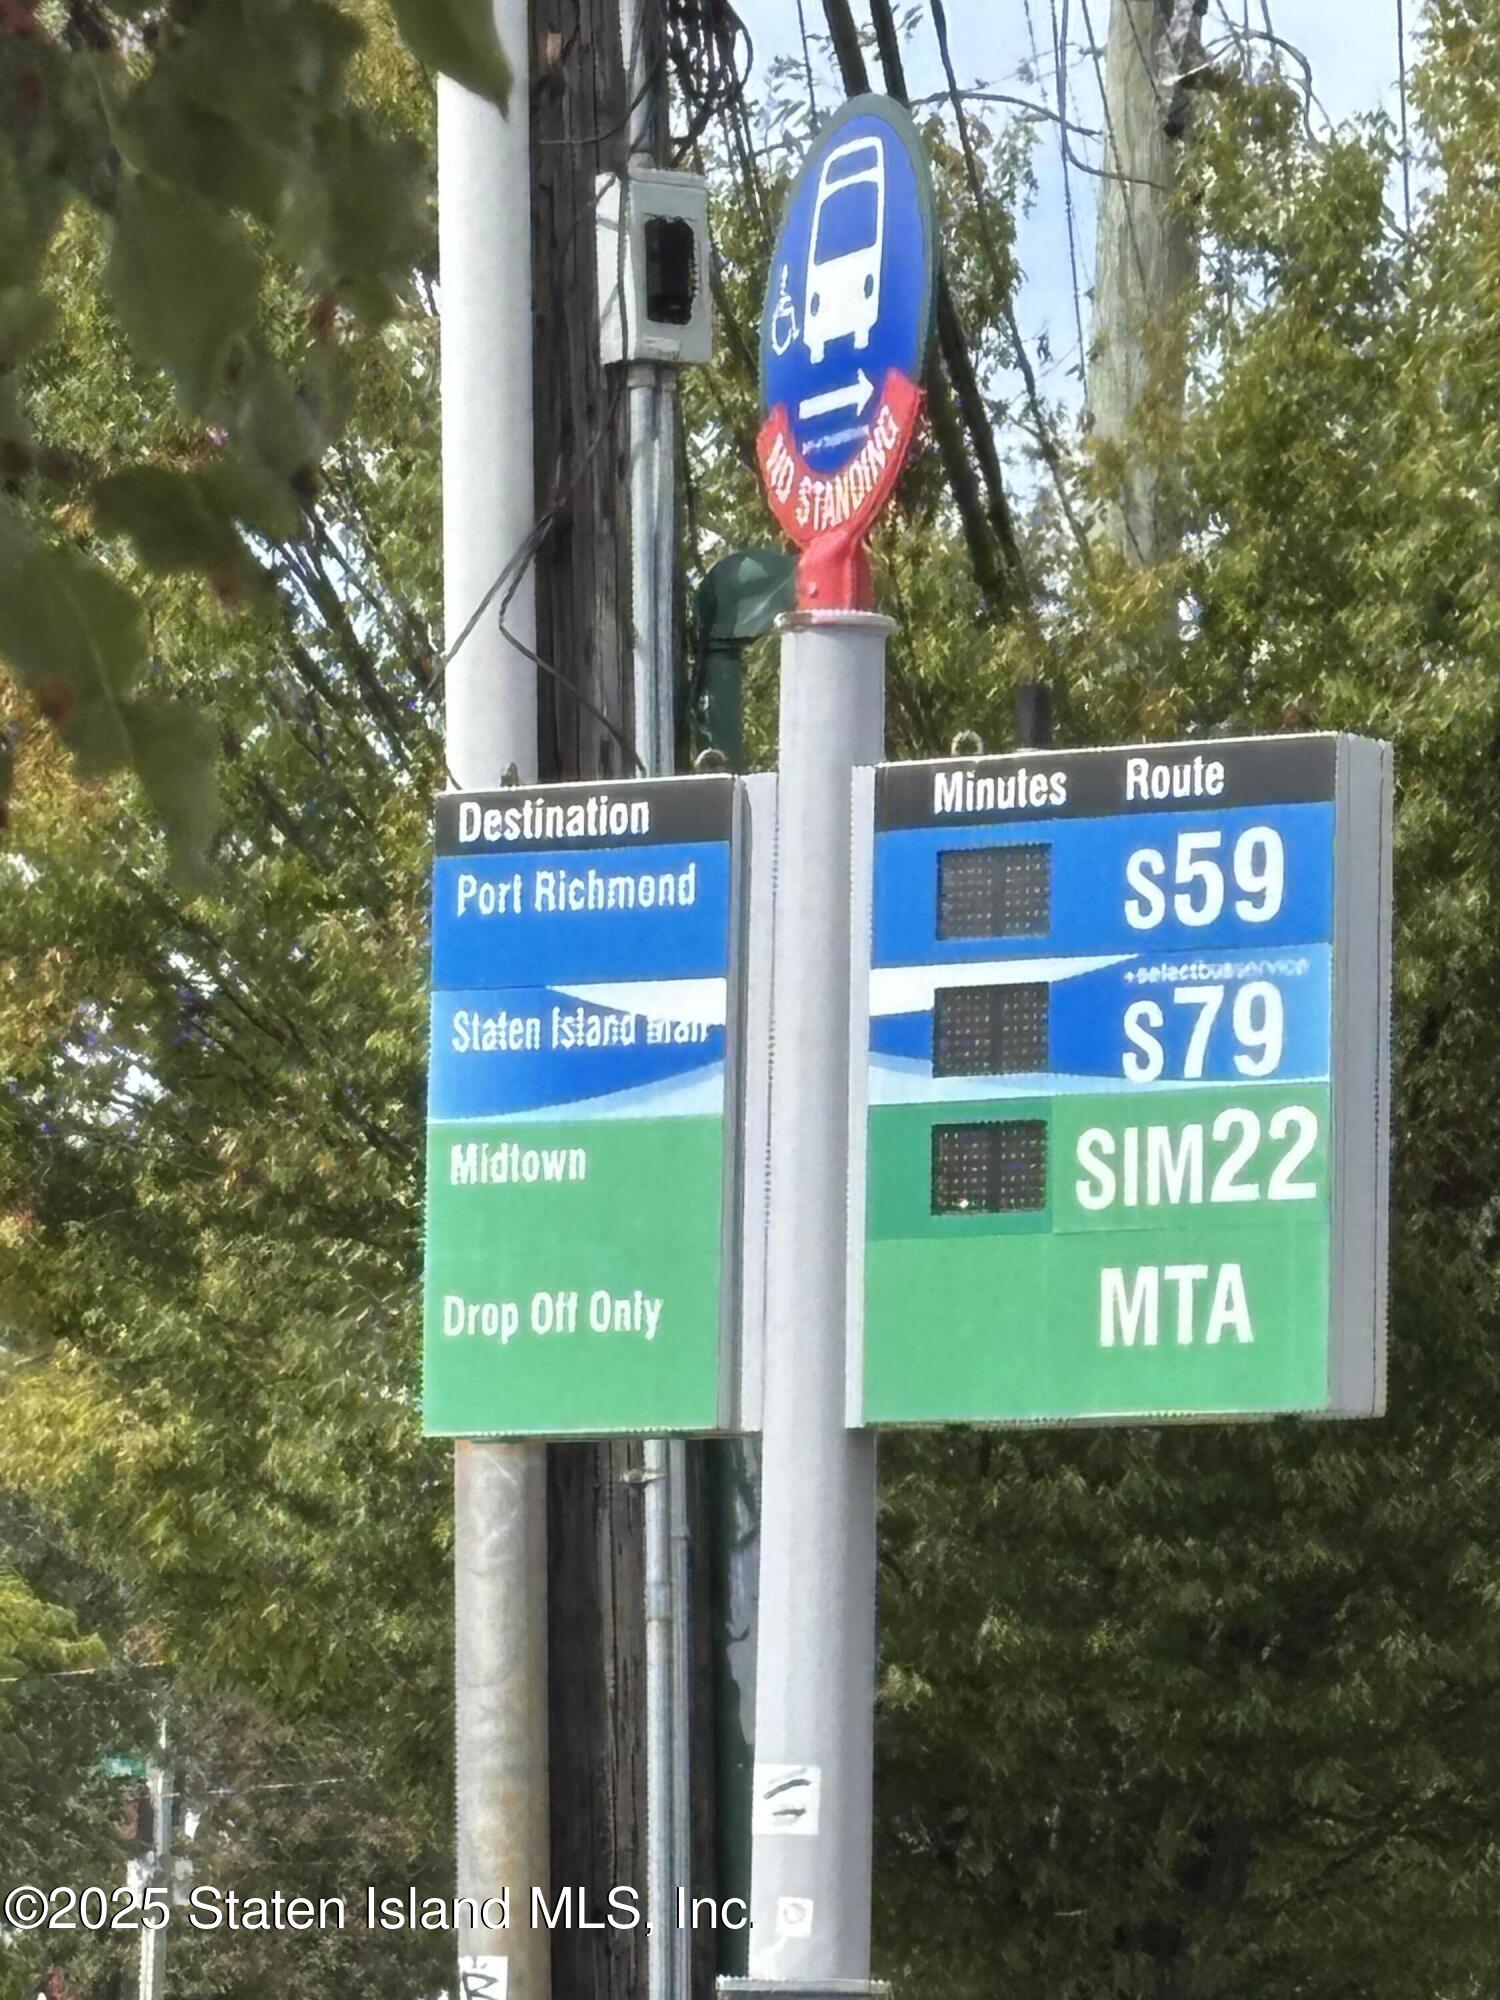 NO STANDING
Destination Minutes Route
Port Richmond S59
+selectbusservice
Staten Island Mall S79
Midtown SIM22
Drop Off Only MTA
©2025 Staten Island MLS, Inc.